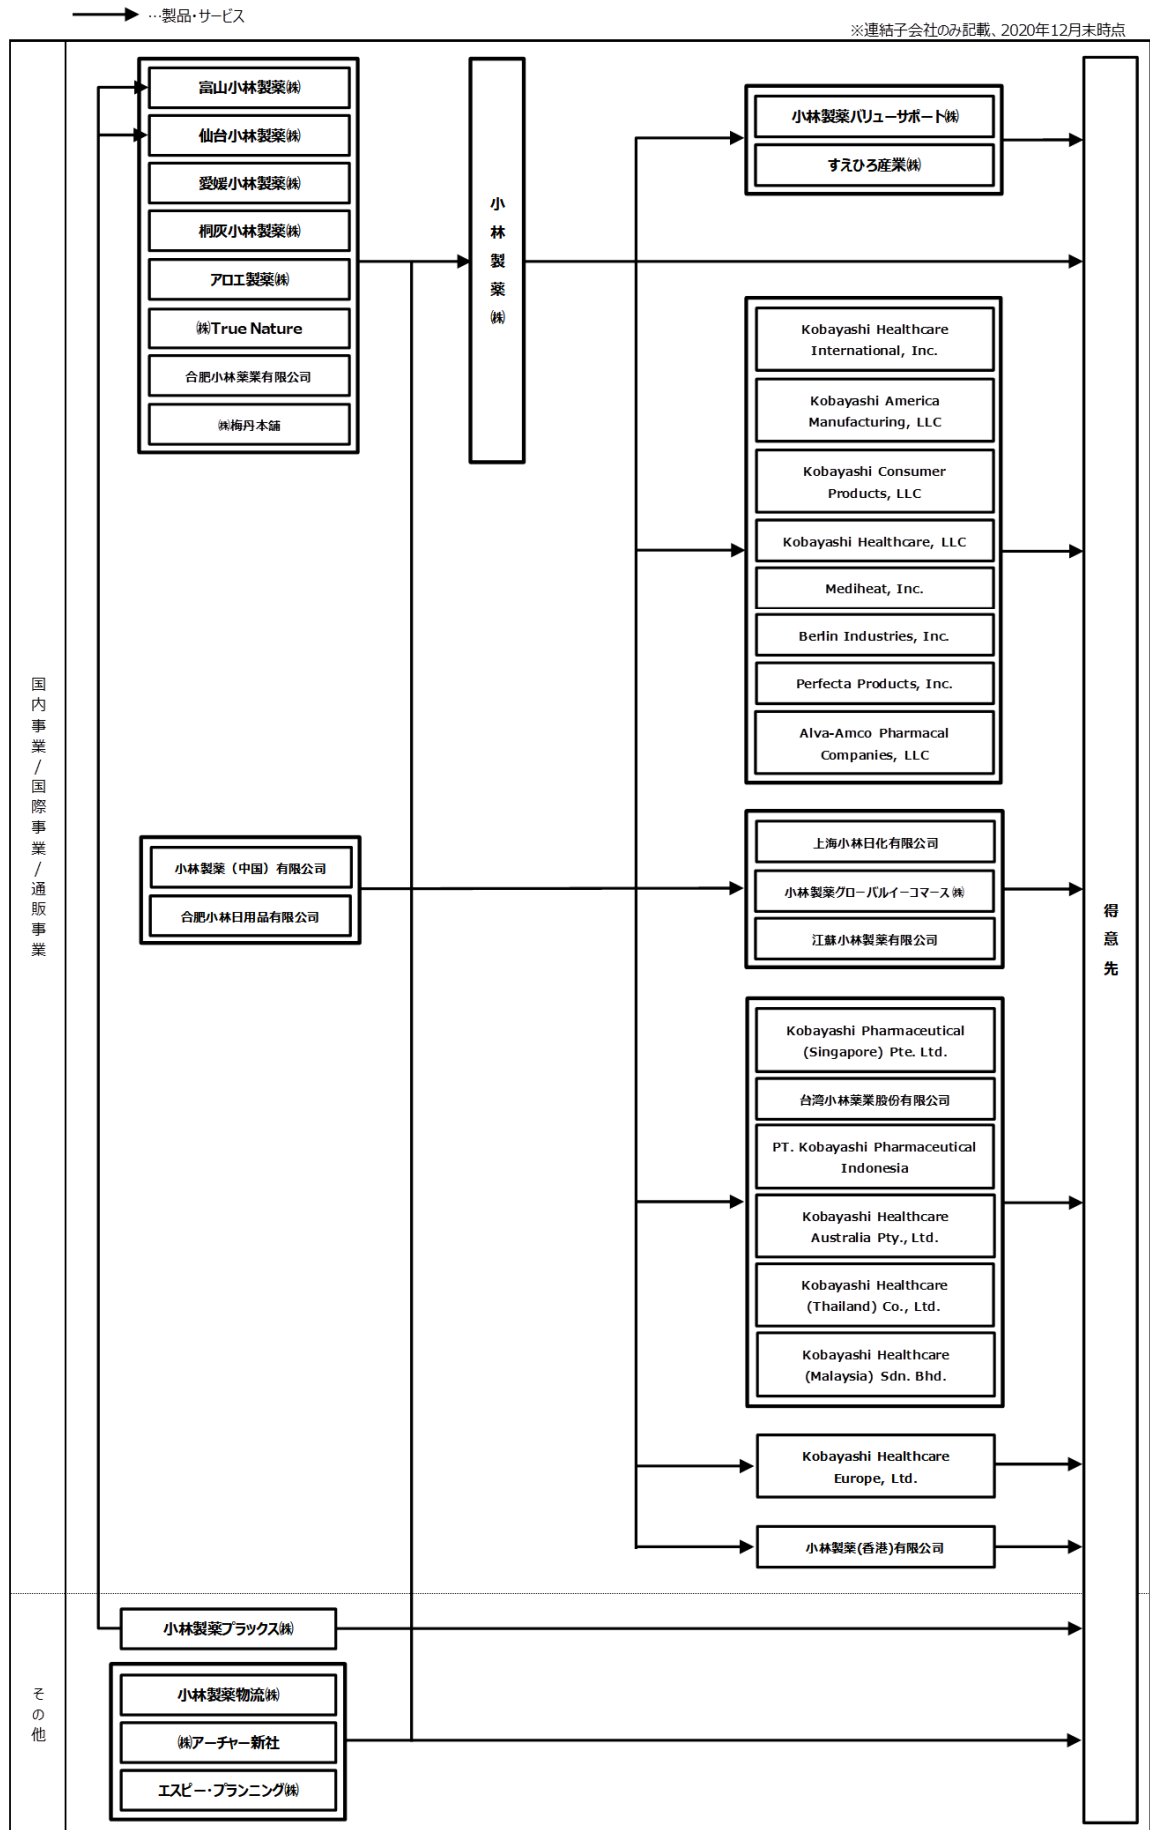 …製品・サービス
※連結子会社のみ記載、2020年12月末時点
国内事業/国際事業/通販事業
富山小林製薬㈱
仙台小林製薬㈱
愛媛小林製薬㈱
桐灰小林製薬㈱
アロエ製薬㈱
㈱True Nature
合肥小林薬業有限公司
㈱梅丹本舗
小林製薬㈱
小林製薬バリューサポート㈱
すえひろ産業㈱
Kobayashi Healthcare
International, Inc.
Kobayashi America
Manufacturing, LLC
Kobayashi Consumer
Products, LLC
Kobayashi Healthcare, LLC
Mediheat, Inc.
Berlin Industries, Inc.
Perfecta Products, Inc.
Alva-Amco Pharmacal
Companies, LLC
小林製薬（中国）有限公司
合肥小林日用品有限公司
上海小林日化有限公司
小林製薬グローバルイーコマース㈱
江蘇小林製薬有限公司
Kobayashi Pharmaceutical
(Singapore) Pte. Ltd.
台湾小林薬業股份有限公司
PT. Kobayashi Pharmaceutical
Indonesia
Kobayashi Healthcare
Australia Pty., Ltd.
Kobayashi Healthcare
(Thailand) Co., Ltd.
Kobayashi Healthcare
(Malaysia) Sdn. Bhd.
Kobayashi Healthcare
Europe, Ltd.
小林製薬(香港)有限公司
得意先
その他
小林製薬プラックス㈱
小林製薬物流㈱
㈱アーチャー新社
エスピー・プランニング㈱